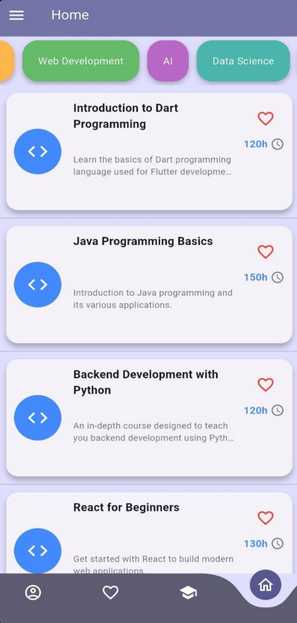 Home
Web Development
AI
Data Science
Introduction to Dart
Programming
120h
Learn the basics of Dart programming
language used for Flutter developme...
Java Programming Basics
150h
Introduction to Java programming and
its various applications.
Backend Development with
Python
120h
An in-depth course designed to teach
you backend development using Pyth...
React for Beginners
130h
Get started with React to build modern
web applications.